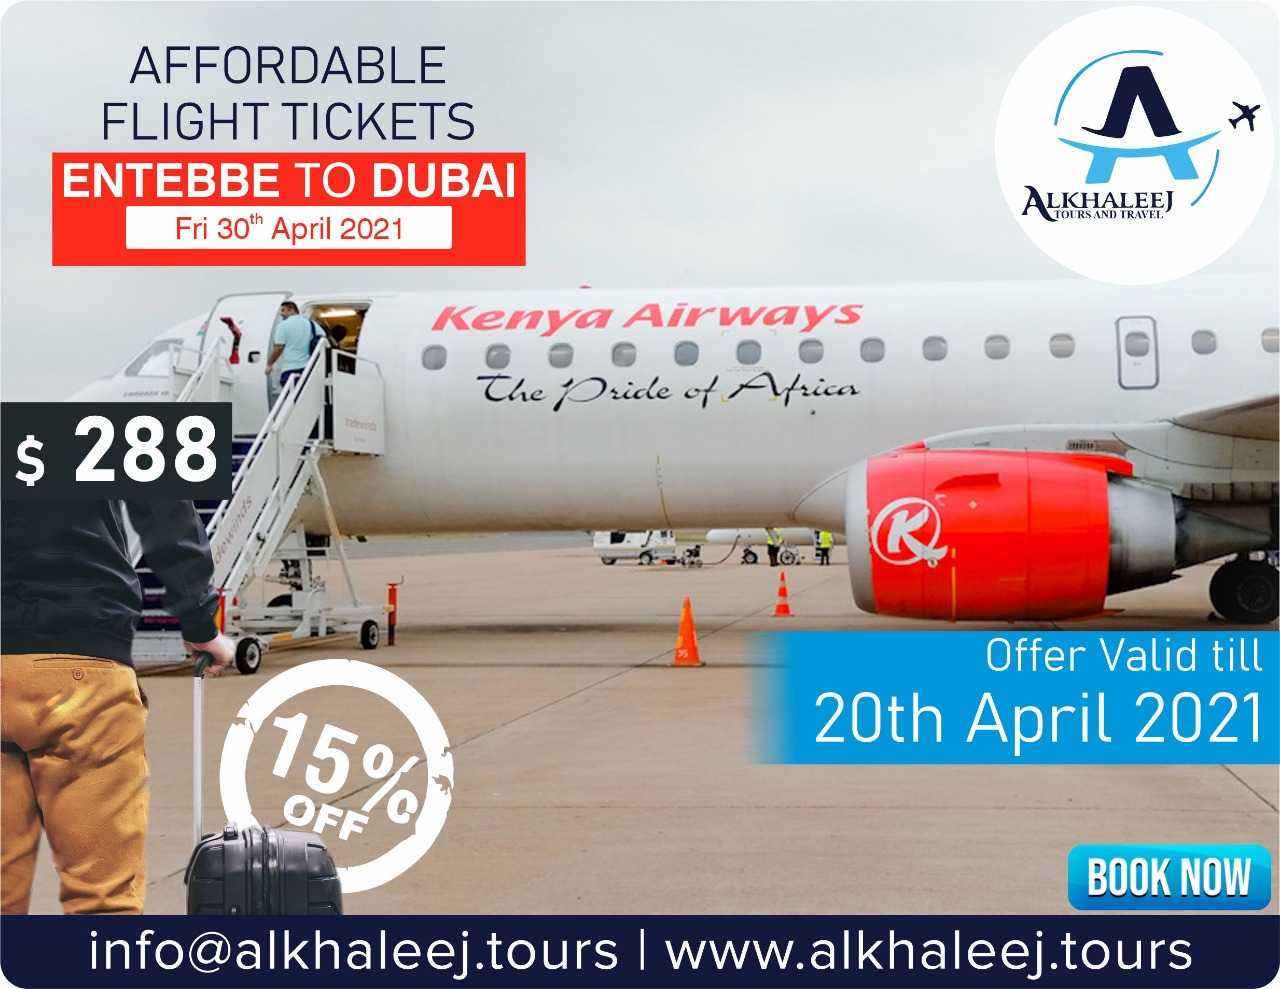 AFFORDABLE
FLIGHT TICKETS
ENTEBBE TO DUBAI
Fri 30th April 2021
A
ALKHALEEJ
TOURS AND TRAVEL
Kenya Airways
The Pride of Africa
tradewinds
$ 288
K
Offer Valid till
20th April 2021
15%
OFF
BOOK NOW
info@alkhaleej.tours | www.alkhaleej.tours